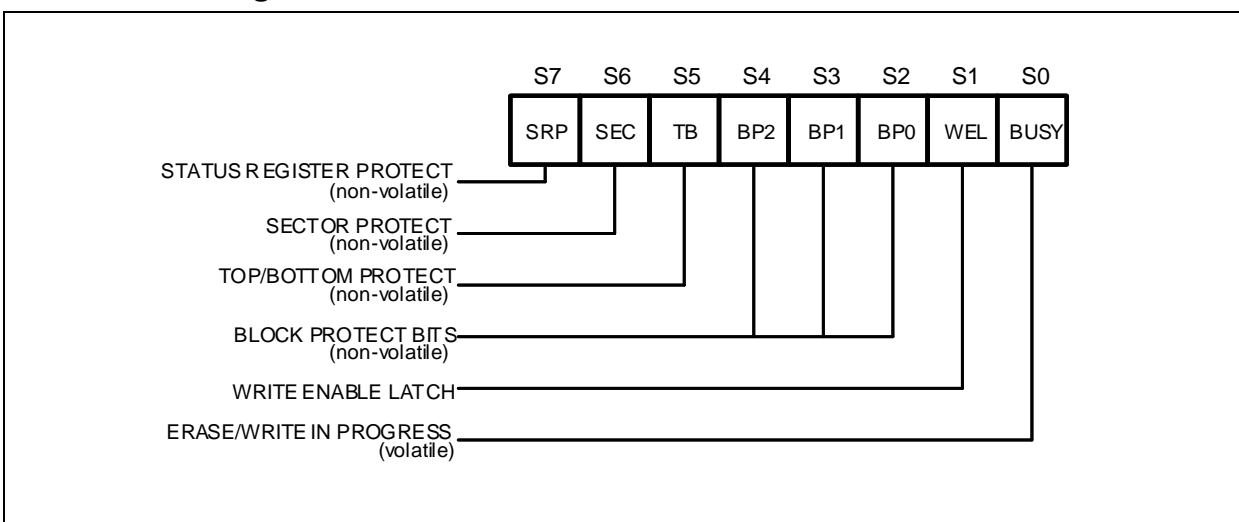 S7 S6 S5 S4 S3 S2 S1 S0
SRP SEC TB BP2 BP1 BP0 WEL BUSY
STATUS REGISTER PROTECT
(non-volatile)
SECTOR PROTECT
(non-volatile)
TOP/BOTTOM PROTECT
(non-volatile)
BLOCK PROTECT BITS
(non-volatile)
WRITE ENABLE LATCH
ERASE/WRITE IN PROGRESS
(volatile)